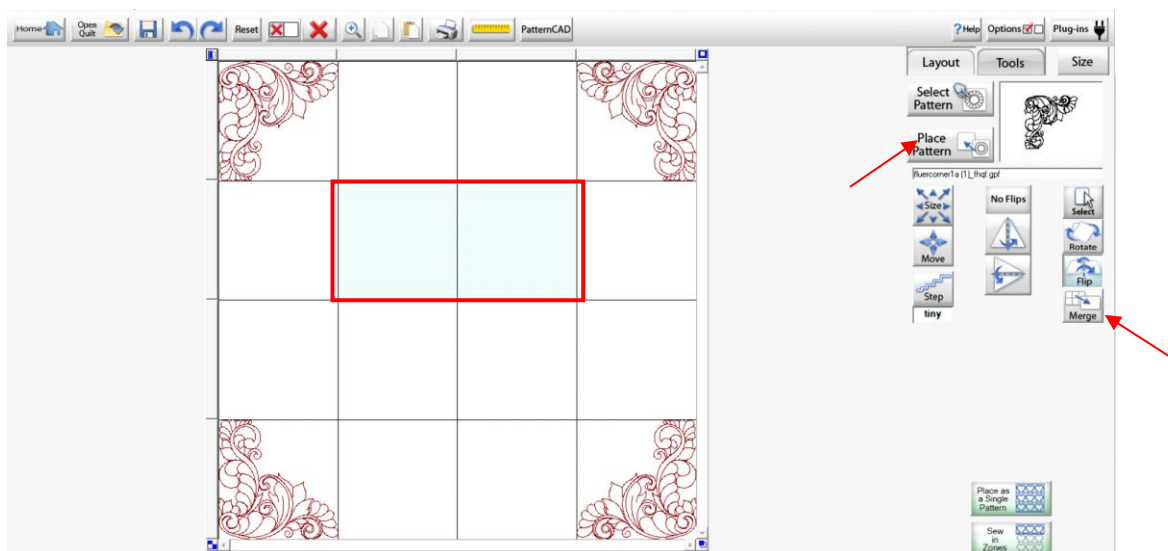 Home
Open
Quilt
Reset
PatternCAD
?Help
Options
Plug-ins
Layout
Tools
Size
Select
Pattern
Place
Pattern
fluercorner1a (1)_fhql.gpf
Size
No Flips
Select
Rotate
Move
Flip
Step
tiny
Merge
Place as
a Single
Pattern
Sew
in
Zones